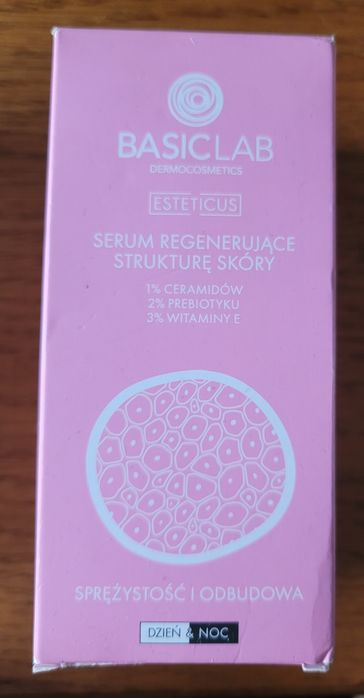 BASICLAB
DERMOCOSMETICS
ESTETICUS
SERUM REGENERUJĄCE
STRUKTURĘ SKÓRY
1% CERAMIDÓW
2% PREBIOTYKU
3% WITAMINY E
SPRĘŻYSTOŚĆ I ODBUDOWA
DZIEŃ & NOC